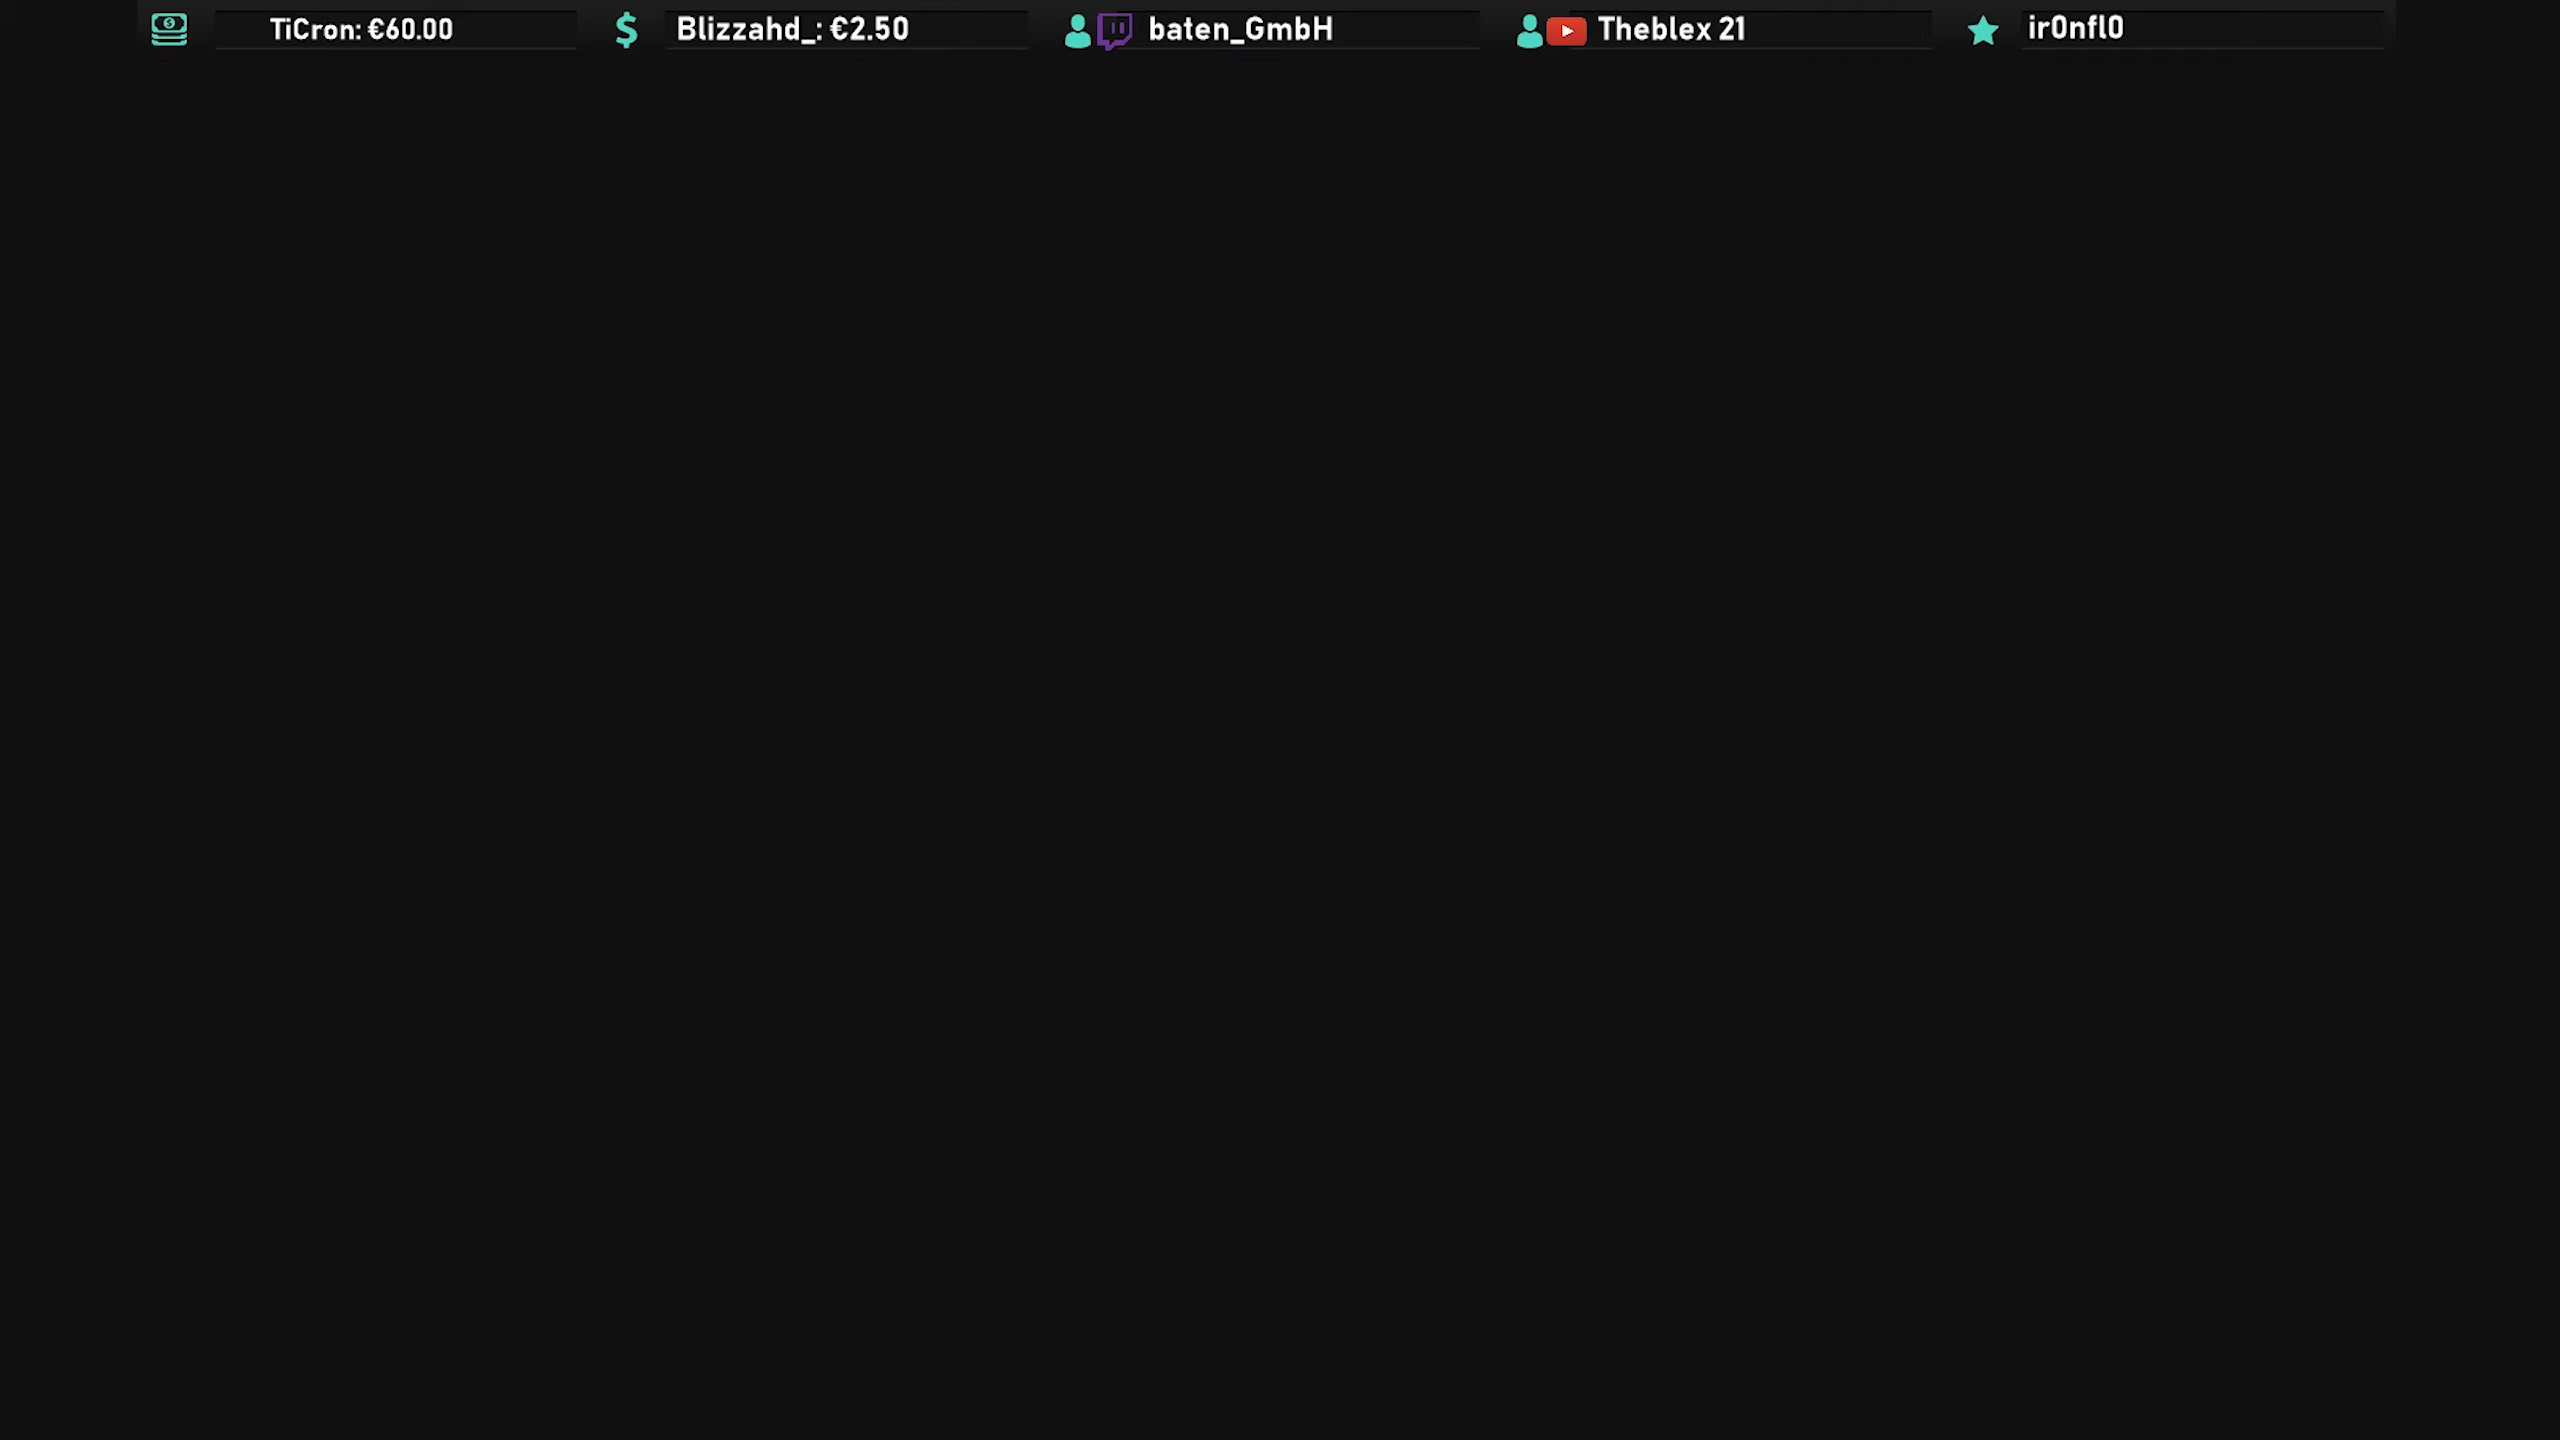 TiCron: €60.00
Blizzahd_: €2.50
baten_GmbH
Theblex 21
ir0nfl0